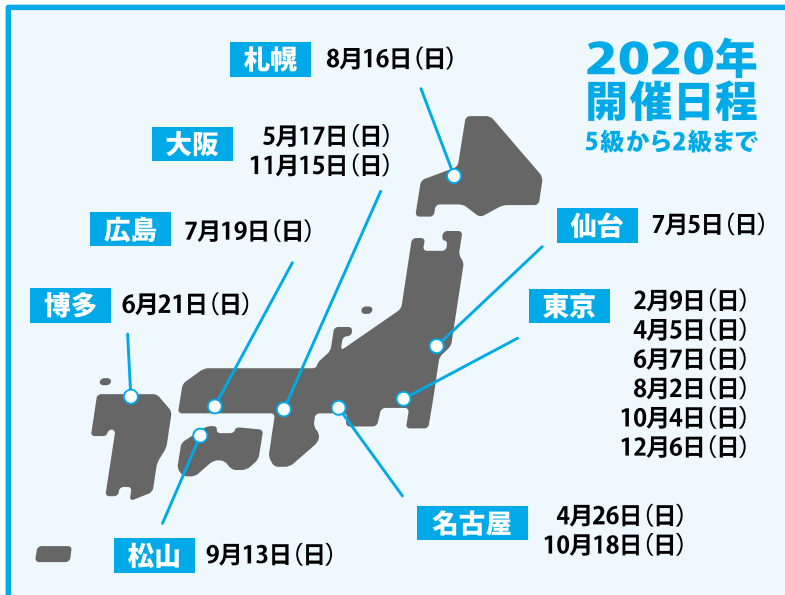 2020年
開催日程
5級から2級まで
札幌 8月16日(日)
大阪 5月17日(日)
11月15日(日)
広島 7月19日(日)
博多 6月21日(日)
仙台 7月5日(日)
東京 2月9日(日)
4月5日(日)
6月7日(日)
8月2日(日)
10月4日(日)
12月6日(日)
名古屋 4月26日(日)
10月18日(日)
松山 9月13日(日)